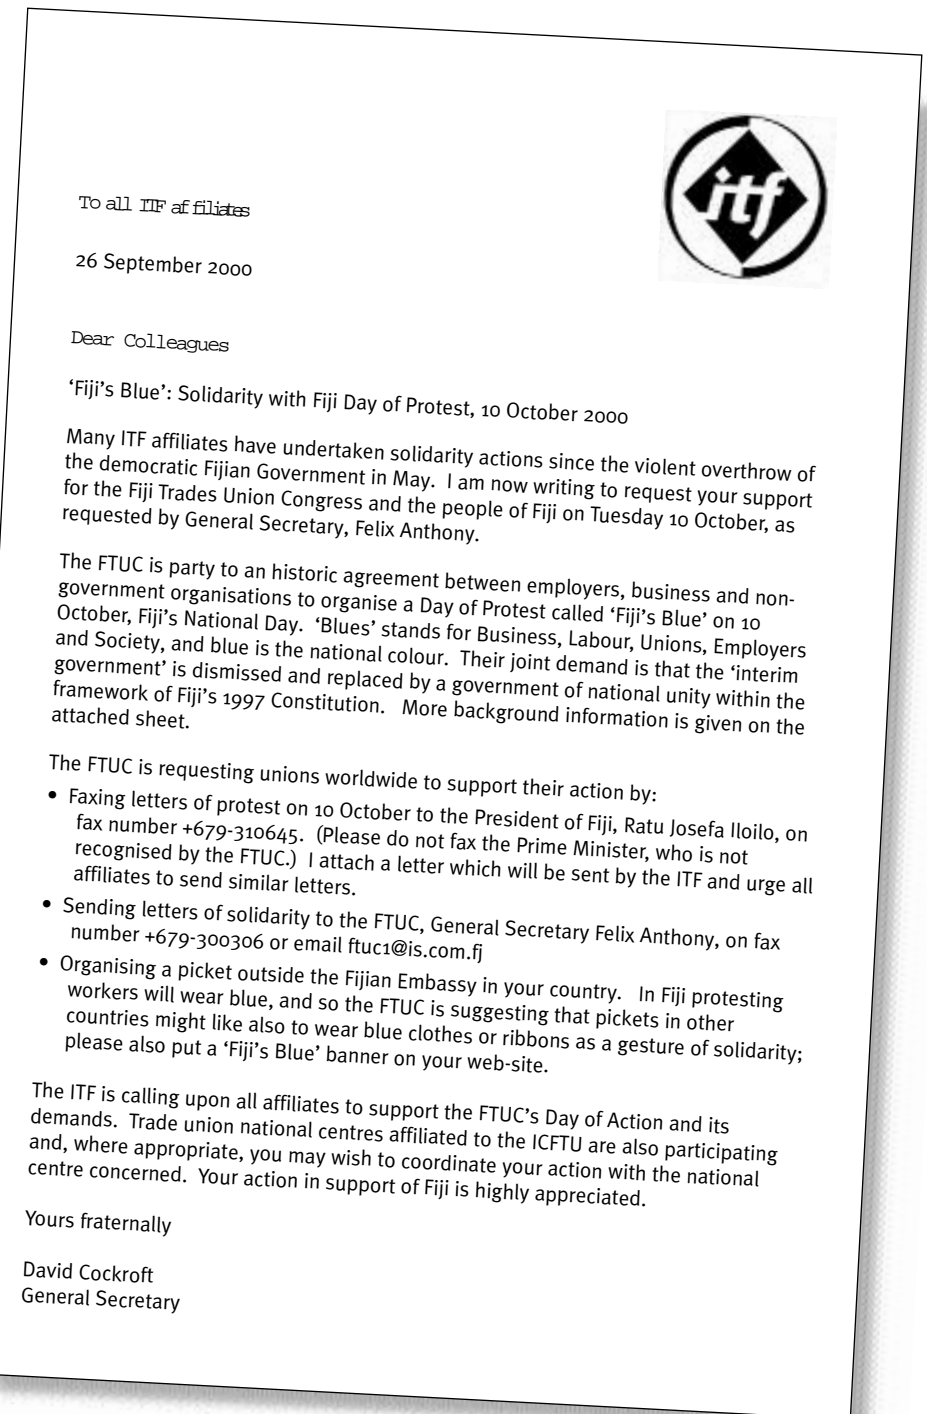 itf
To all ITF affiliates
26 September 2000
Dear Colleagues
‘Fiji’s Blue’: Solidarity with Fiji Day of Protest, 10 October 2000
Many ITF affiliates have undertaken solidarity actions since the violent overthrow of
the democratic Fijian Government in May. I am now writing to request your support
for the Fiji Trades Union Congress and the people of Fiji on Tuesday 10 October, as
requested by General Secretary, Felix Anthony.
The FTUC is party to an historic agreement between employers, business and non-
government organisations to organise a Day of Protest called ‘Fiji’s Blue’ on 10
October, Fiji’s National Day. ‘Blues’ stands for Business, Labour, Unions, Employers
and Society, and blue is the national colour. Their joint demand is that the ‘interim
government’ is dismissed and replaced by a government of national unity within the
framework of Fiji’s 1997 Constitution. More background information is given on the
attached sheet.
The FTUC is requesting unions worldwide to support their action by:
• Faxing letters of protest on 10 October to the President of Fiji, Ratu Josefa Iloilo, on
fax number +679-310645. (Please do not fax the Prime Minister, who is not
recognised by the FTUC.) I attach a letter which will be sent by the ITF and urge all
affiliates to send similar letters.
• Sending letters of solidarity to the FTUC, General Secretary Felix Anthony, on fax
number +679-300306 or email ftuc1@is.com.fj
• Organising a picket outside the Fijian Embassy in your country. In Fiji protesting
workers will wear blue, and so the FTUC is suggesting that pickets in other
countries might like also to wear blue clothes or ribbons as a gesture of solidarity;
please also put a ‘Fiji’s Blue’ banner on your web-site.
The ITF is calling upon all affiliates to support the FTUC’s Day of Action and its
demands. Trade union national centres affiliated to the ICFTU are also participating
and, where appropriate, you may wish to coordinate your action with the national
centre concerned. Your action in support of Fiji is highly appreciated.
Yours fraternally
David Cockroft
General Secretary